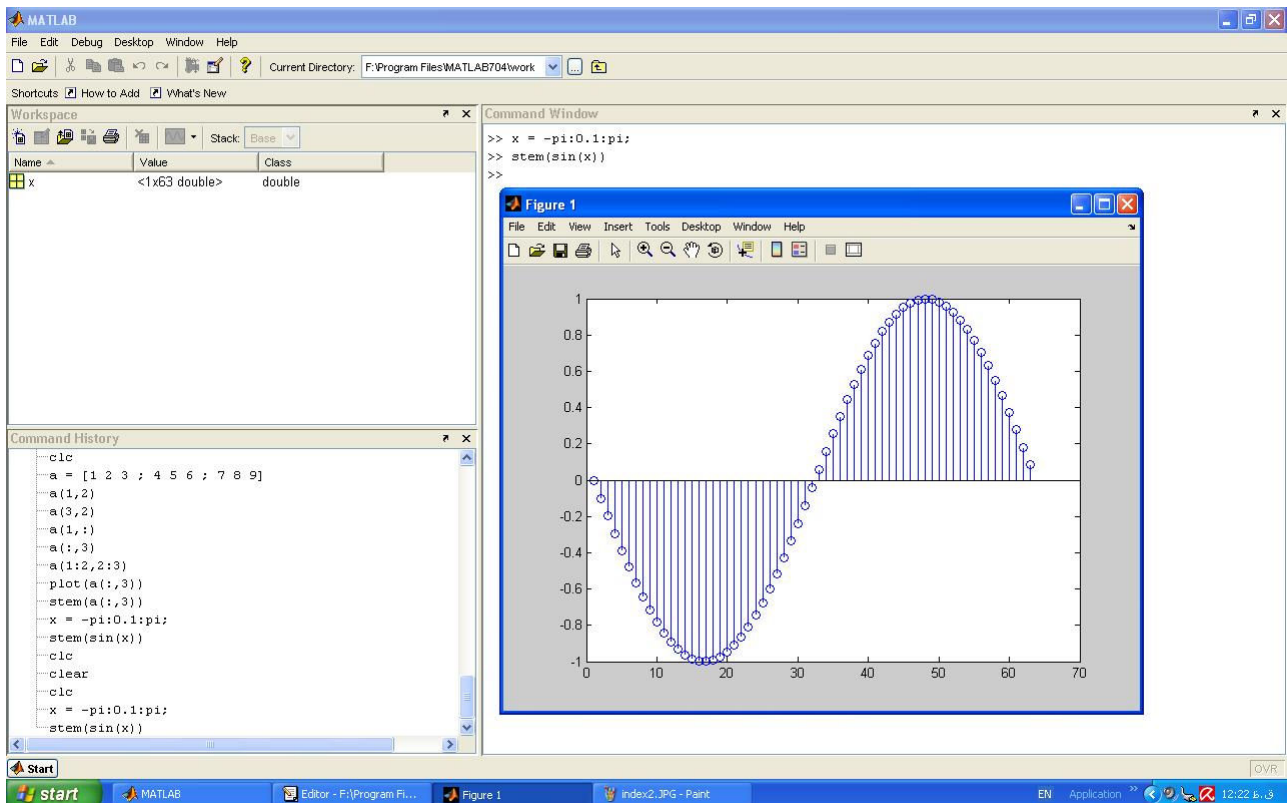 MATLAB
File Edit Debug Desktop Window Help
Current Directory: F:\Program Files\MATLAB704\work
Shortcuts How to Add What's New
Workspace
Stack: Base
Name Value Class
x <1x63 double> double
Command History
clc
a = [1 2 3 ; 4 5 6 ; 7 8 9]
a(1,2)
a(3,2)
a(1,:)
a(:,3)
a(1:2,2:3)
plot(a(:,3))
stem(a(:,3))
x = -pi:0.1:pi;
stem(sin(x))
clc
clear
clc
x = -pi:0.1:pi;
stem(sin(x))
Command Window
>> x = -pi:0.1:pi;
>> stem(sin(x))
>>
Figure 1
File Edit View Insert Tools Desktop Window Help
1
0.8
0.6
0.4
0.2
0
-0.2
-0.4
-0.6
-0.8
-1
0 10 20 30 40 50 60 70
Start
OVR
start MATLAB Editor - F:\Program Fi... Figure 1 index2.JPG - Paint EN Application » 12:22 ق.ظ